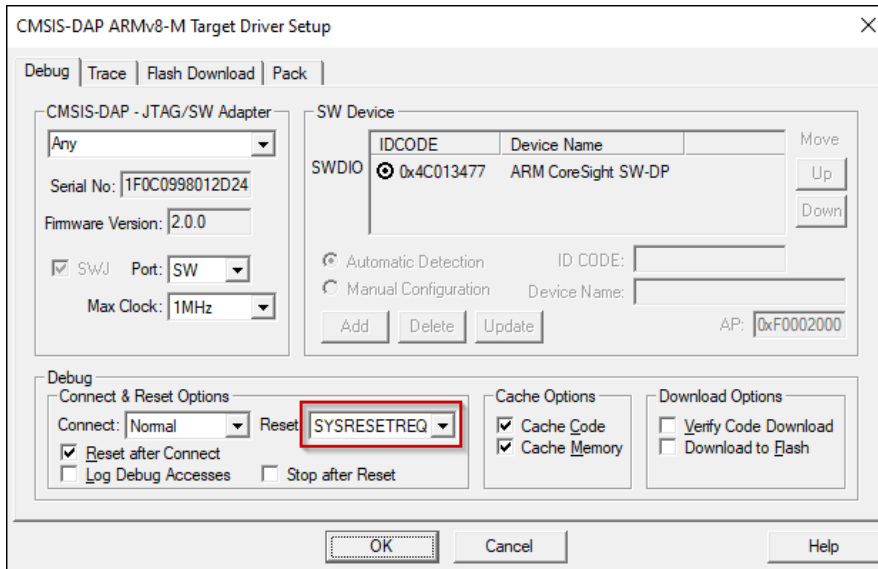 CMSIS-DAP ARMv8-M Target Driver Setup
Debug
Trace
Flash Download
Pack
CMSIS-DAP - JTAG/SW Adapter
Any
Serial No: 1F0C0998012D24
Firmware Version: 2.0.0
SWJ Port: SW
Max Clock: 1MHz
SW Device
IDCODE Device Name
SWDIO 0x4C013477 ARM CoreSight SW-DP
Move
Up
Down
Automatic Detection ID CODE:
Manual Configuration Device Name:
Add Delete Update AP: 0xF0002000
Debug
Connect & Reset Options
Connect: Normal Reset SYSRESETREQ
Reset after Connect
Log Debug Accesses Stop after Reset
Cache Options
Cache Code
Cache Memory
Download Options
Verify Code Download
Download to Flash
OK Cancel Help